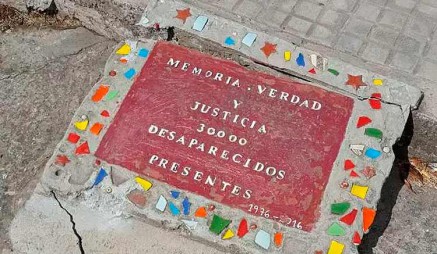 MEMORIA . VERDAD
Y
JUSTICIA
30000
DESAPARECIDOS
PRESENTES
1976-2016